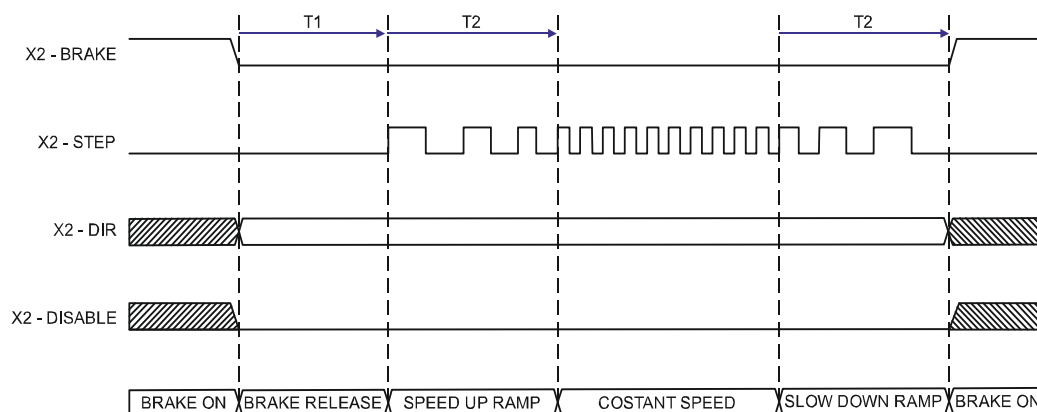 T1
T2
T2
X2 - BRAKE
X2 - STEP
X2 - DIR
X2 - DISABLE
BRAKE ON
BRAKE RELEASE
SPEED UP RAMP
COSTANT SPEED
SLOW DOWN RAMP
BRAKE ON